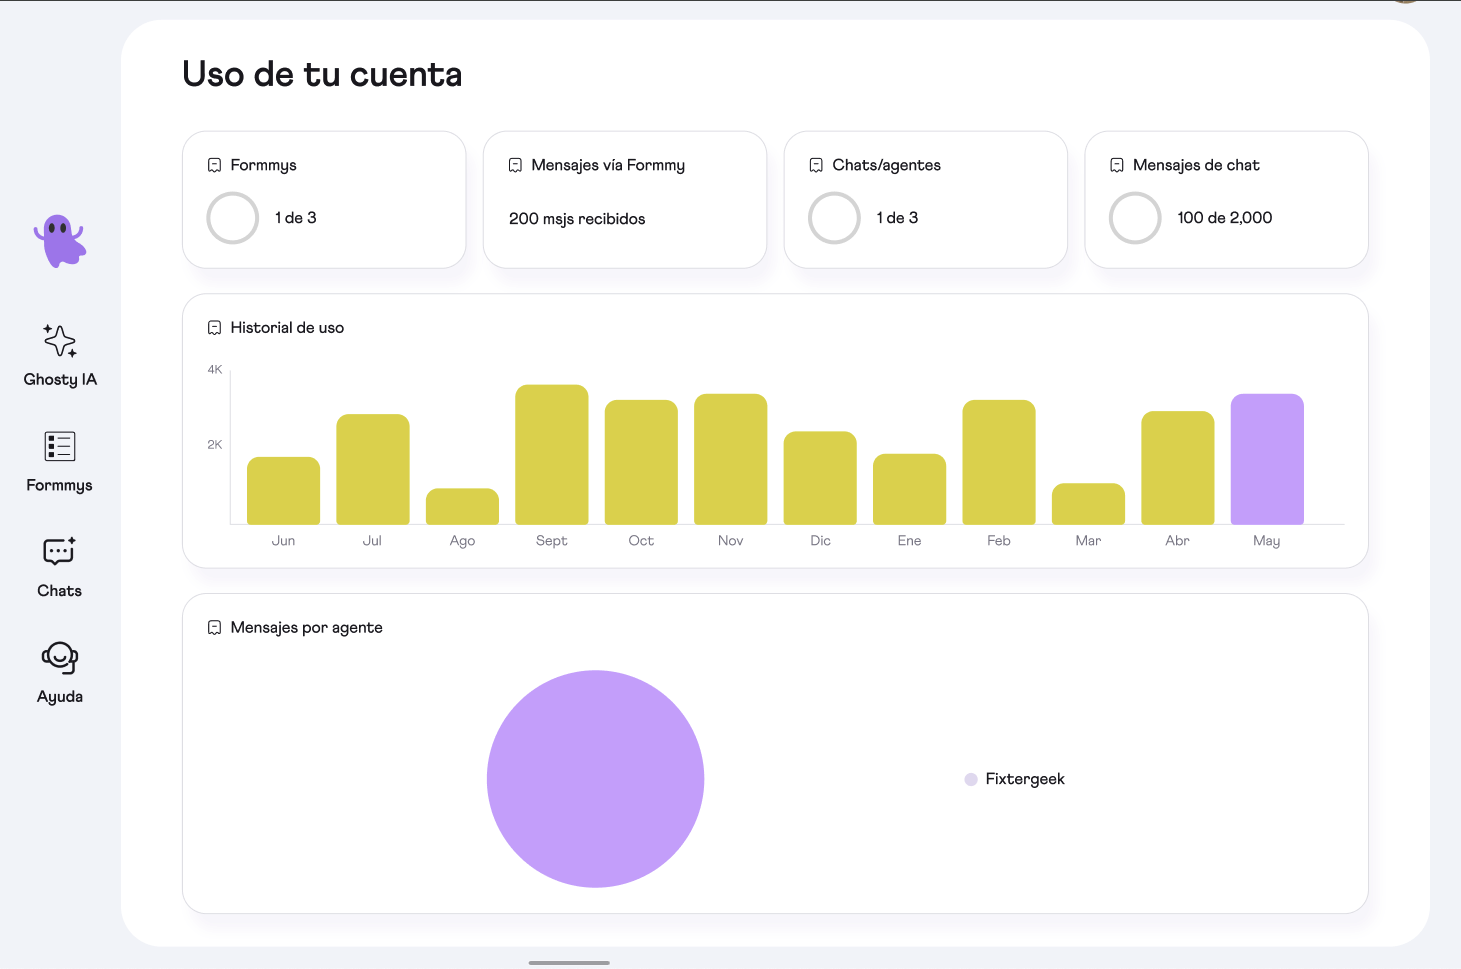 Uso de tu cuenta
Formmys
1 de 3
Mensajes vía Formmy
200 msjs recibidos
Chats/agentes
1 de 3
Mensajes de chat
100 de 2,000
Ghosty IA
Formmys
Chats
Ayuda
Historial de uso
4K
2K
Jun Jul Ago Sept Oct Nov Dic Ene Feb Mar Abr May
Mensajes por agente
Fixtergeek